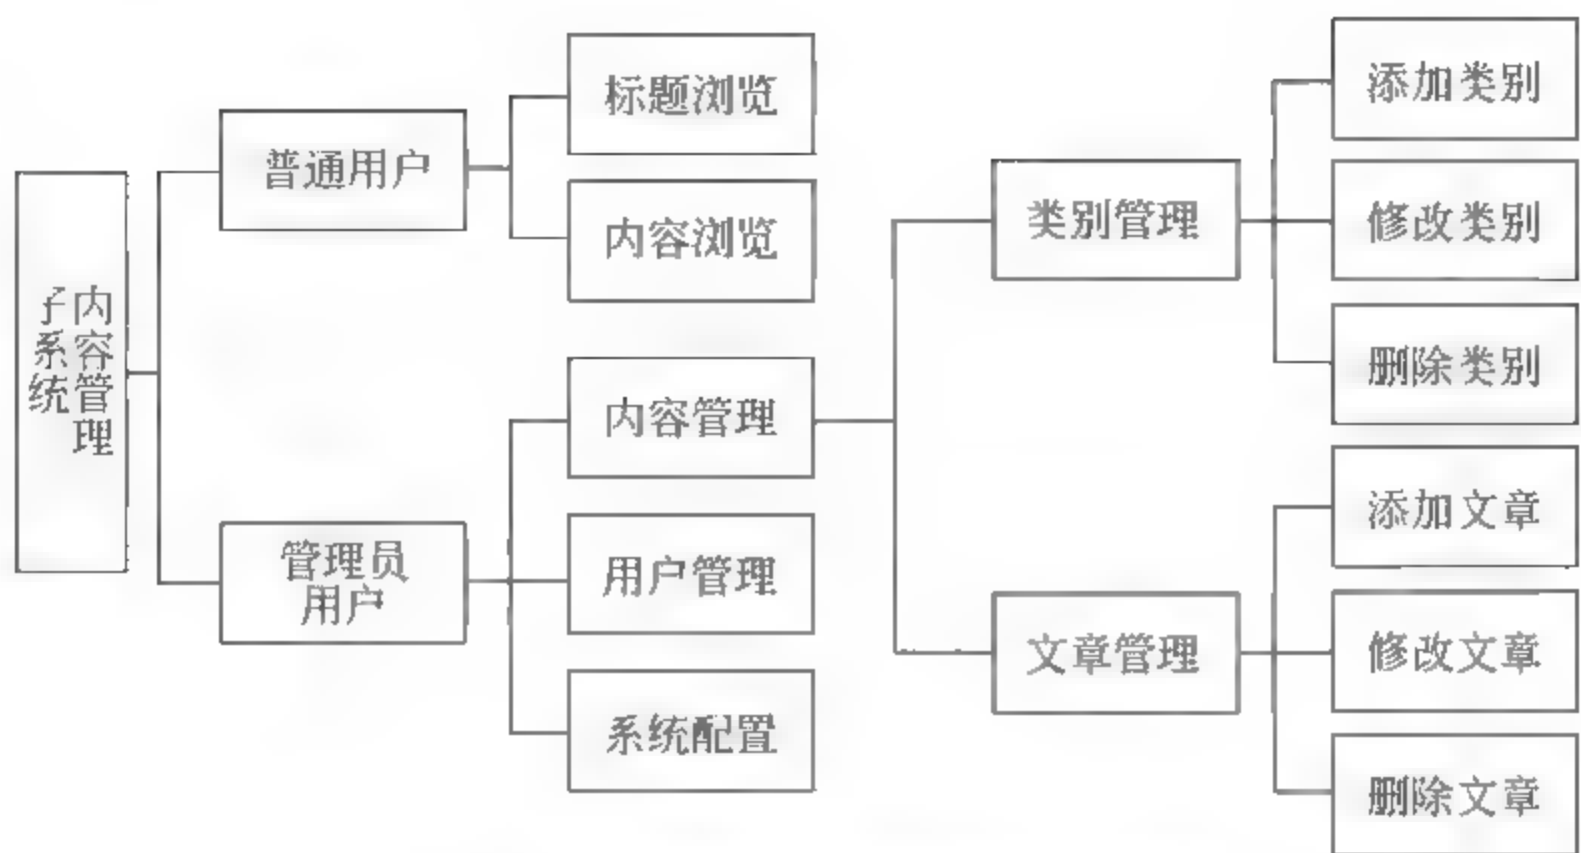 内容管理
子系统
普通用户
标题浏览
内容浏览
管理员
用户
内容管理
用户管理
系统配置
类别管理
添加类别
修改类别
删除类别
文章管理
添加文章
修改文章
删除文章